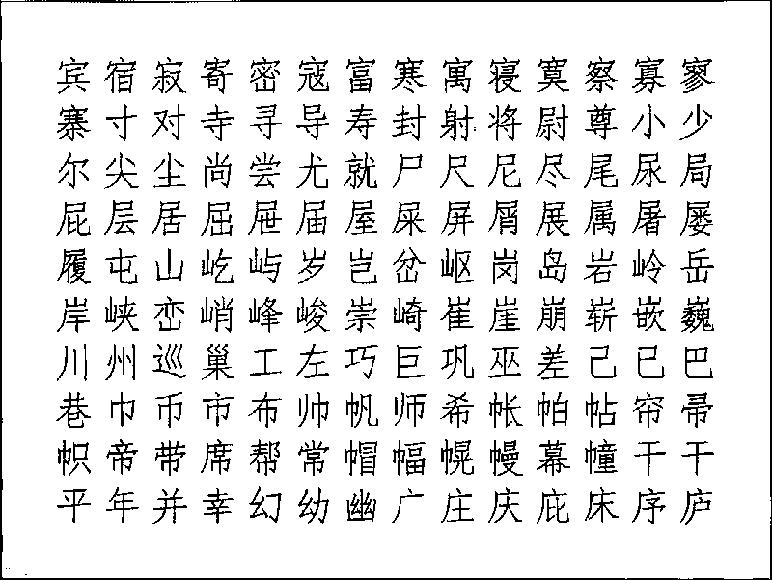 宾宿寂寄密寇富寒寓寝寞察寡寥
寨寸对寺寻导寿封射将尉尊小少
尔尖尘尚尝尤就尸尺尼尽尾尿局
屁层居屈屉届屋屎屏屑展属屠屡
履屯山屹屿岁岂岔岖岗岛岩岭岳
岸峡峦峭峰峻崇崎崔崖崩崭嵌巍
川州巡巢工左巧巨巩巫差己已巴
巷巾币市布帅帆师希帐帕帖帘帚
帜帝带席帮常帽幅幌幔幕幢干干
平年并幸幻幼幽广庄庆庇床序庐